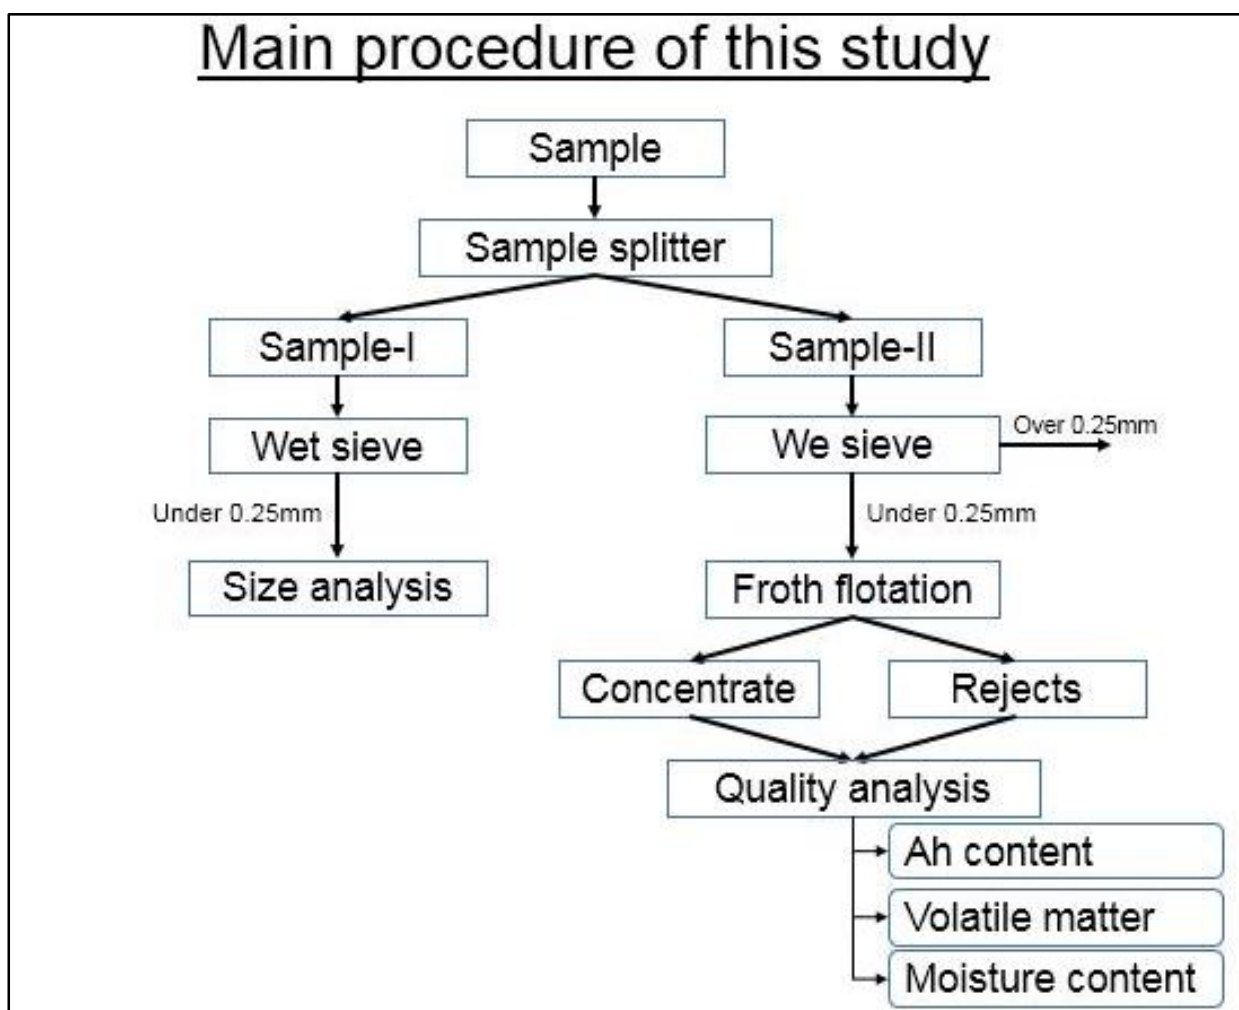 Main procedure of this study
Sample
Sample splitter
Sample-I
Sample-II
Wet sieve
We sieve
Over 0.25mm
Under 0.25mm
Under 0.25mm
Size analysis
Froth flotation
Concentrate
Rejects
Quality analysis
Ah content
Volatile matter
Moisture content